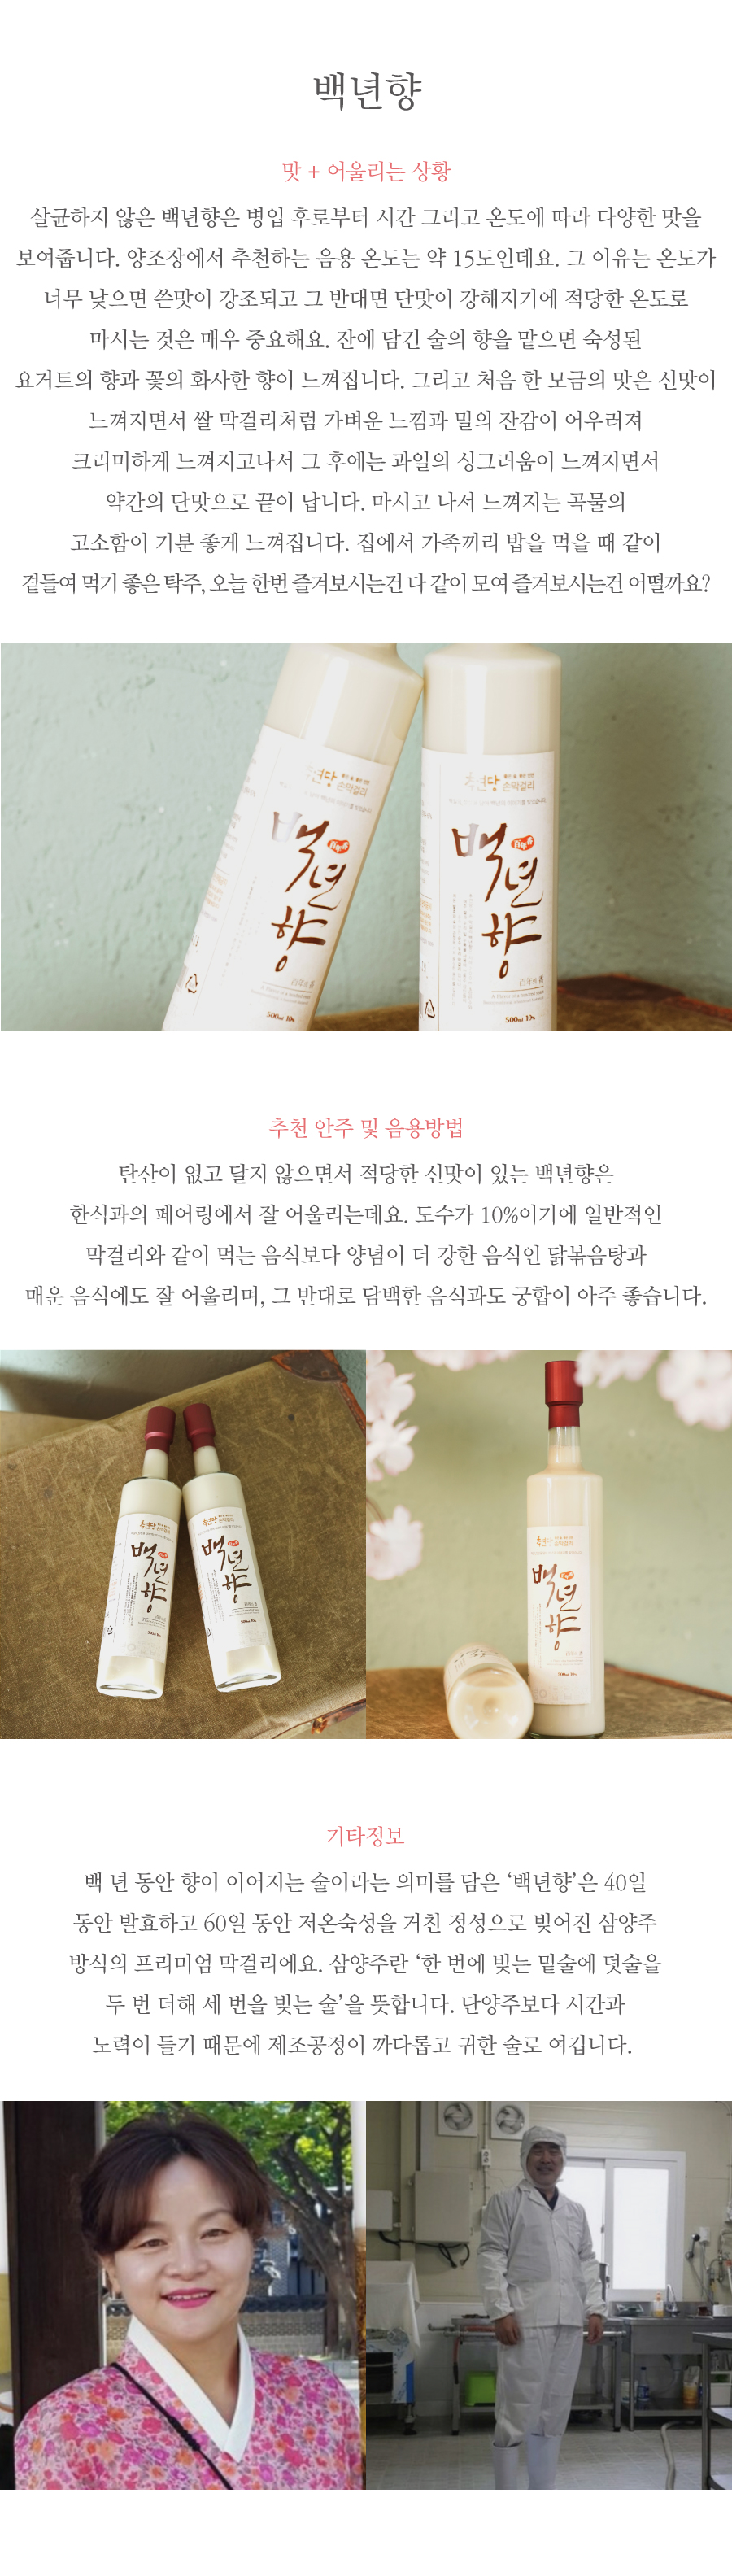 백년향
맛 + 어울리는 상황
살균하지 않은 백년향은 병입 후로부터 시간 그리고 온도에 따라 다양한 맛을
보여줍니다. 양조장에서 추천하는 음용 온도는 약 15도인데요. 그 이유는 온도가
너무 낮으면 쓴맛이 강조되고 그 반대면 단맛이 강해지기에 적당한 온도로
마시는 것은 매우 중요해요. 잔에 담긴 술의 향을 맡으면 숙성된
요거트의 향과 꽃의 화사한 향이 느껴집니다. 그리고 처음 한 모금의 맛은 신맛이
느껴지면서 쌀 막걸리처럼 가벼운 느낌과 밀의 잔감이 어우러져
크리미하게 느껴지고나서 그 후에는 과일의 싱그러움이 느껴지면서
약간의 단맛으로 끝이 납니다. 마시고 나서 느껴지는 곡물의
고소함이 기분 좋게 느껴집니다. 집에서 가족끼리 밥을 먹을 때 같이
곁들여 먹기 좋은 탁주, 오늘 한번 즐겨보시는건 다 같이 모여 즐겨보시는건 어떨까요?
손막걸리
백년향
500㎖ 10%
손막걸리
백년향
500㎖ 10%
추천 안주 및 음용방법
탄산이 없고 달지 않으면서 적당한 신맛이 있는 백년향은
한식과의 페어링에서 잘 어울리는데요. 도수가 10%이기에 일반적인
막걸리와 같이 먹는 음식보다 양념이 더 강한 음식인 닭볶음탕과
매운 음식에도 잘 어울리며, 그 반대로 담백한 음식과도 궁합이 아주 좋습니다.
백년향
백년향
백년향
기타정보
백 년 동안 향이 이어지는 술이라는 의미를 담은 ‘백년향’은 40일
동안 발효하고 60일 동안 저온숙성을 거친 정성으로 빚어진 삼양주
방식의 프리미엄 막걸리에요. 삼양주란 ‘한 번에 빚는 밑술에 덧술을
두 번 더해 세 번을 빚는 술’을 뜻합니다. 단양주보다 시간과
노력이 들기 때문에 제조공정이 까다롭고 귀한 술로 여깁니다.